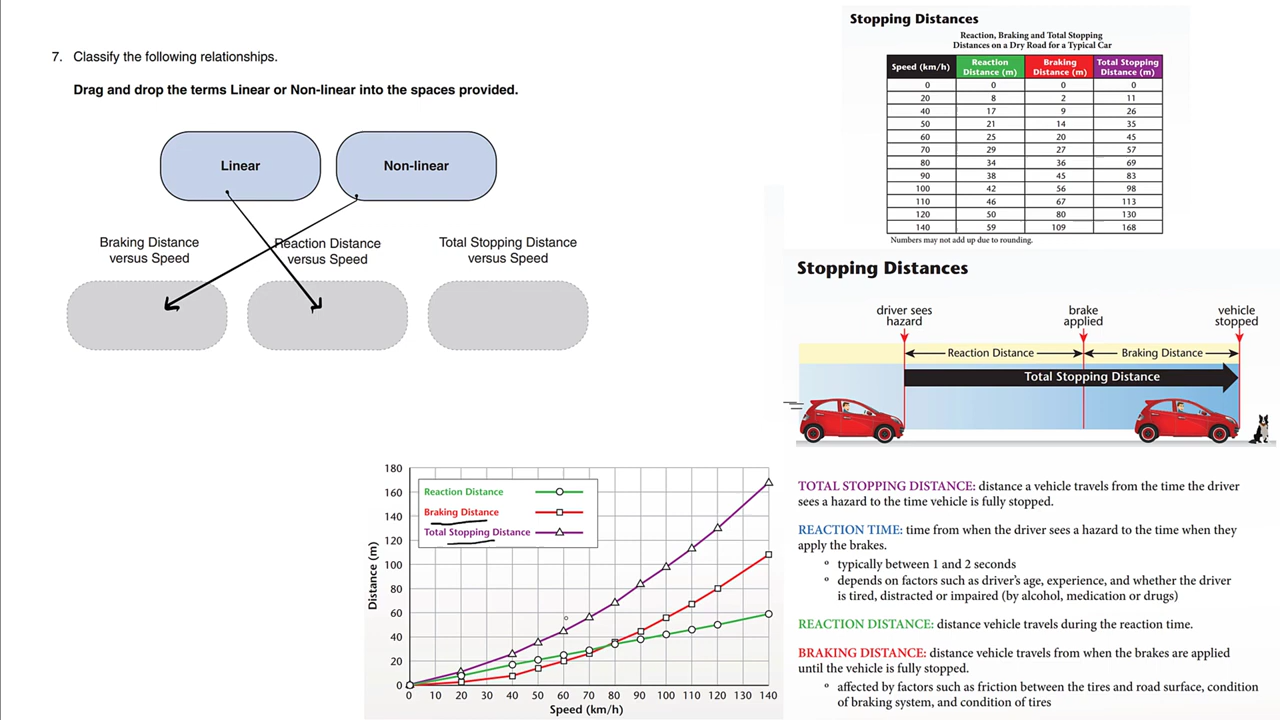 7. Classify the following relationships.
Drag and drop the terms Linear or Non-linear into the spaces provided.
Linear
Non-linear
Braking Distance
versus Speed
Reaction Distance
versus Speed
Total Stopping Distance
versus Speed
Stopping Distances
Reaction, Braking and Total Stopping
Distances on a Dry Road for a Typical Car
Speed (km/h) Reaction Distance (m) Braking Distance (m) Total Stopping Distance (m)
0 0 0 0
20 8 2 11
40 17 9 26
50 21 14 35
60 25 20 45
70 29 27 57
80 34 36 69
90 38 45 83
100 42 56 98
110 46 67 113
120 50 80 130
140 59 109 168
Numbers may not add up due to rounding.
Stopping Distances
driver sees
hazard
brake
applied
vehicle
stopped
Reaction Distance
Braking Distance
Total Stopping Distance
180
160
140
120
100
80
60
40
20
0
Distance (m)
Reaction Distance
Braking Distance
Total Stopping Distance
0 10 20 30 40 50 60 70 80 90 100 110 120 130 140
Speed (km/h)
TOTAL STOPPING DISTANCE: distance a vehicle travels from the time the driver
sees a hazard to the time vehicle is fully stopped.
REACTION TIME: time from when the driver sees a hazard to the time when they
apply the brakes.
° typically between 1 and 2 seconds
° depends on factors such as driver's age, experience, and whether the driver
is tired, distracted or impaired (by alcohol, medication or drugs)
REACTION DISTANCE: distance vehicle travels during the reaction time.
BRAKING DISTANCE: distance vehicle travels from when the brakes are applied
until the vehicle is fully stopped.
° affected by factors such as friction between the tires and road surface, condition
of braking system, and condition of tires